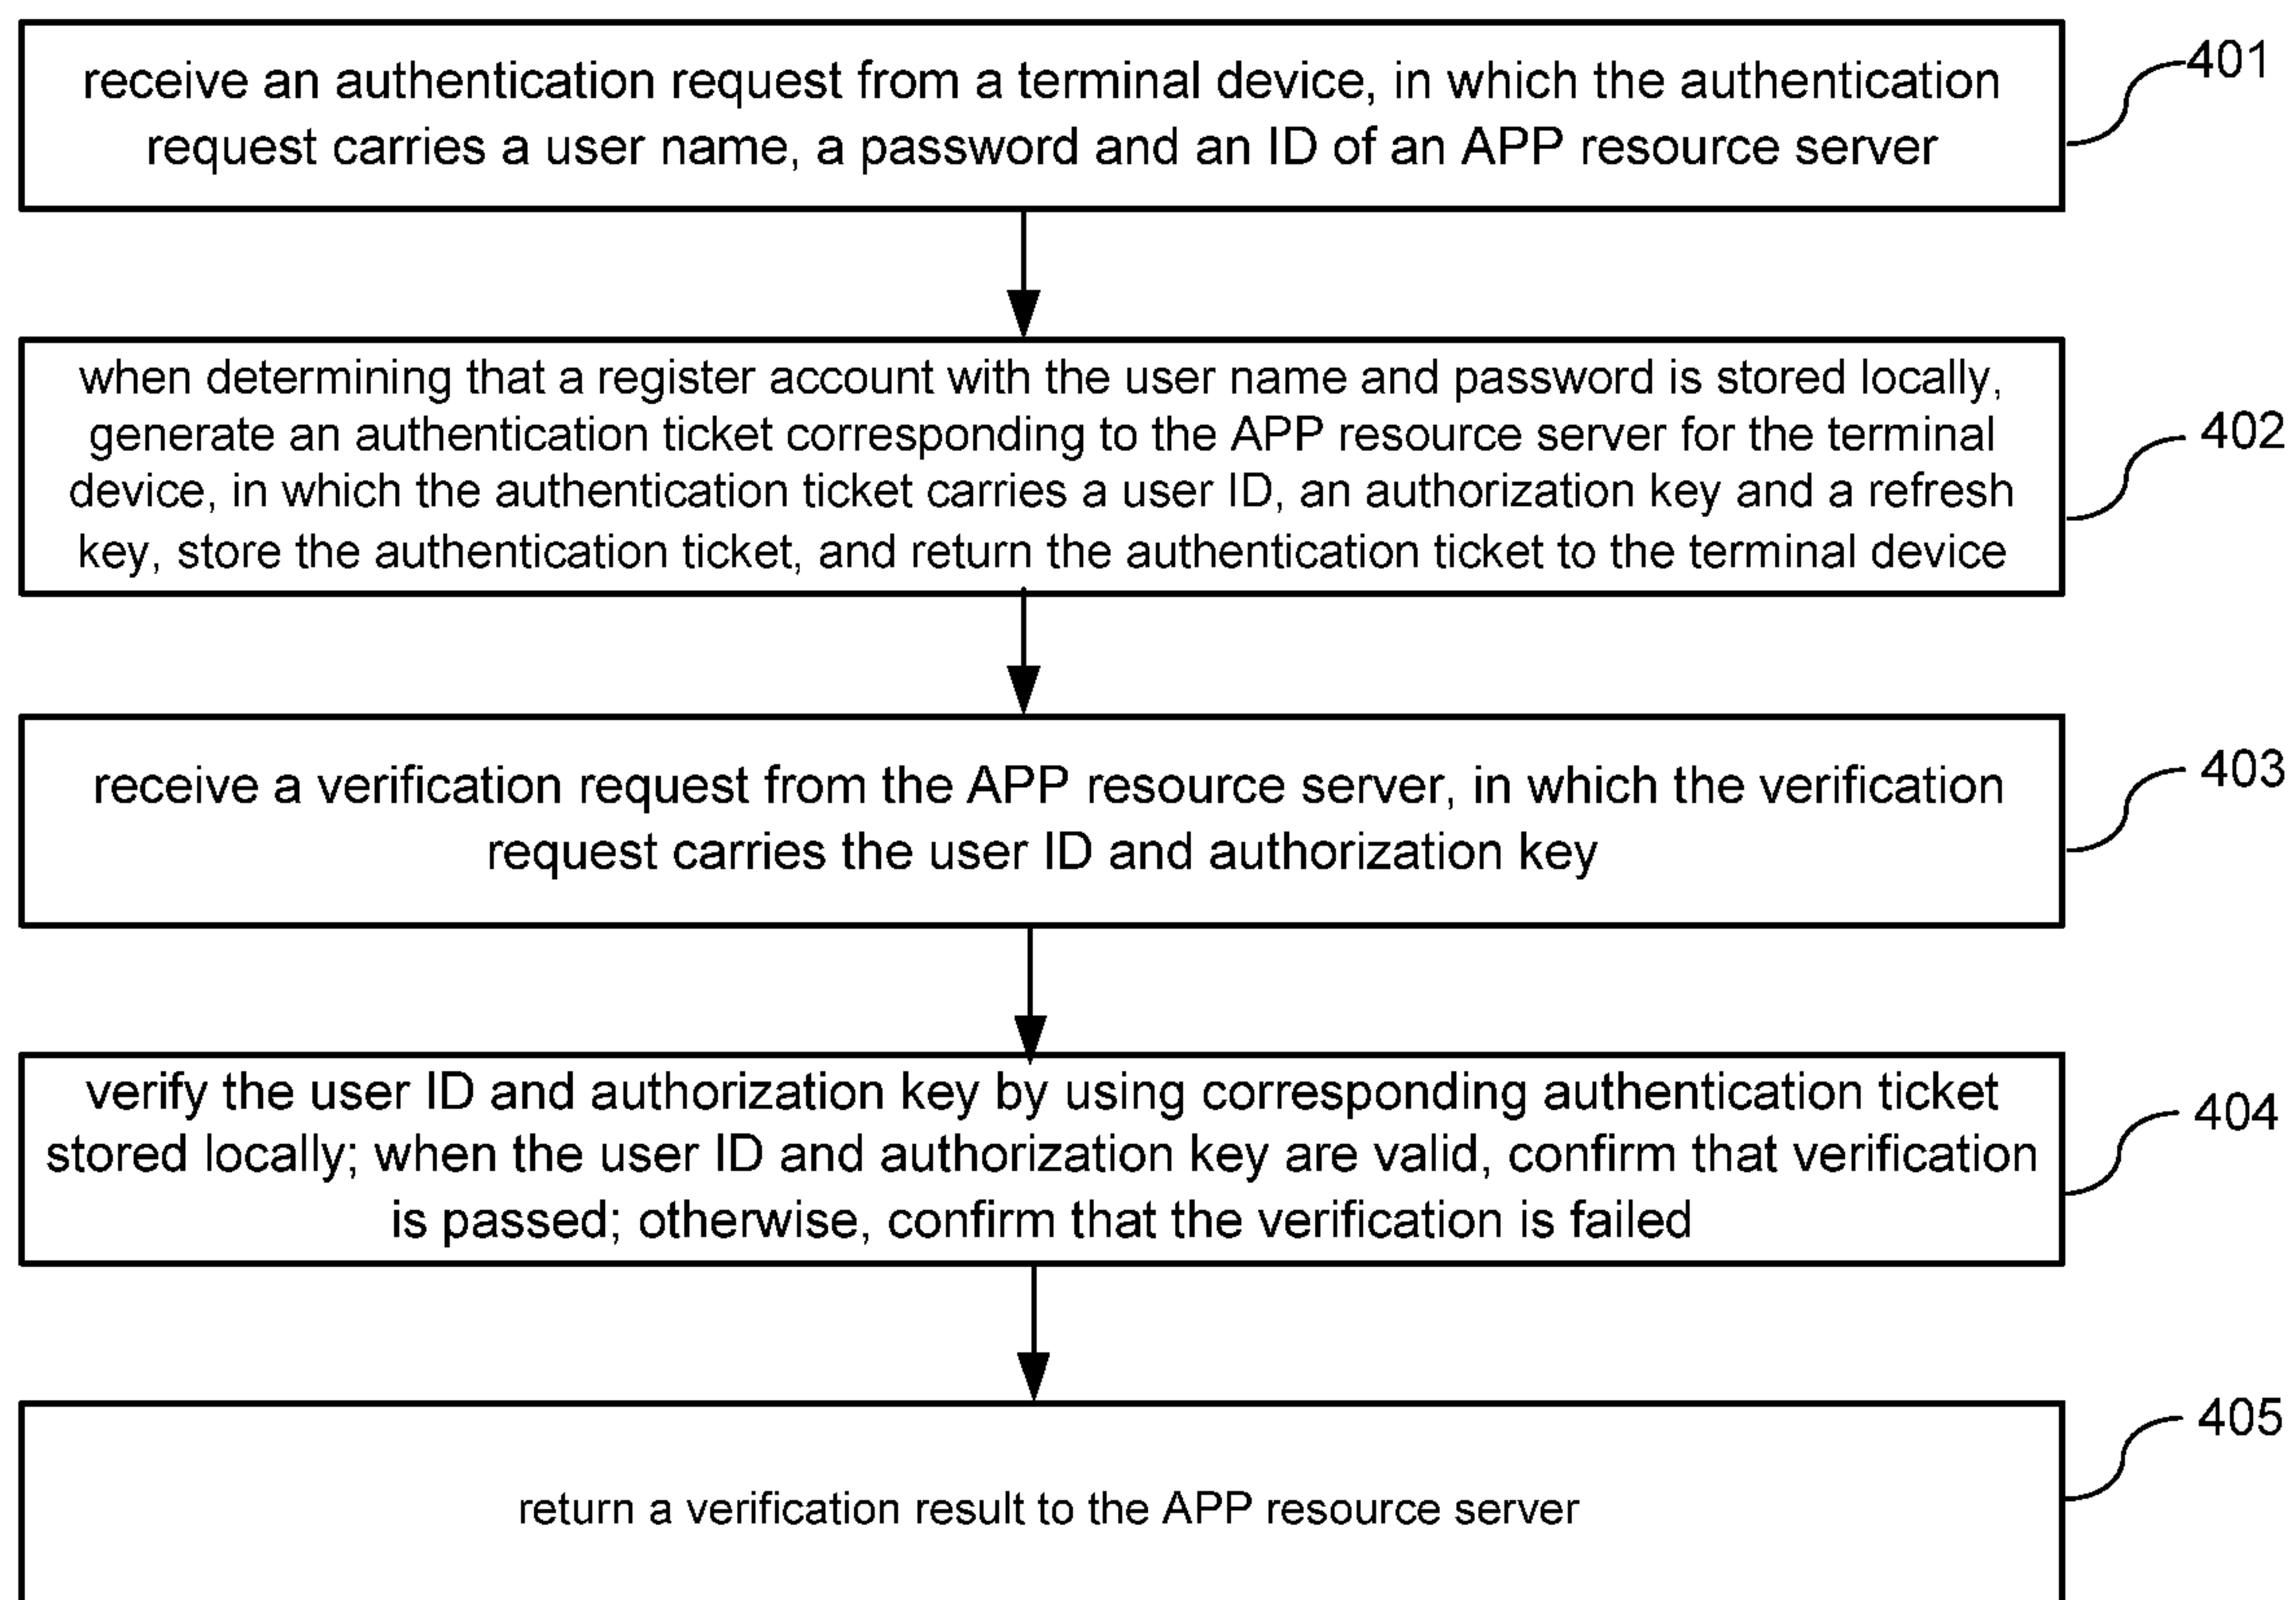 receive an authentication request from a terminal device, in which the authentication
request carries a user name, a password and an ID of an APP resource server
401
when determining that a register account with the user name and password is stored locally,
generate an authentication ticket corresponding to the APP resource server for the terminal
device, in which the authentication ticket carries a user ID, an authorization key and a refresh
key, store the authentication ticket, and return the authentication ticket to the terminal device
402
receive a verification request from the APP resource server, in which the verification
request carries the user ID and authorization key
403
verify the user ID and authorization key by using corresponding authentication ticket
stored locally; when the user ID and authorization key are valid, confirm that verification
is passed; otherwise, confirm that the verification is failed
404
return a verification result to the APP resource server
405